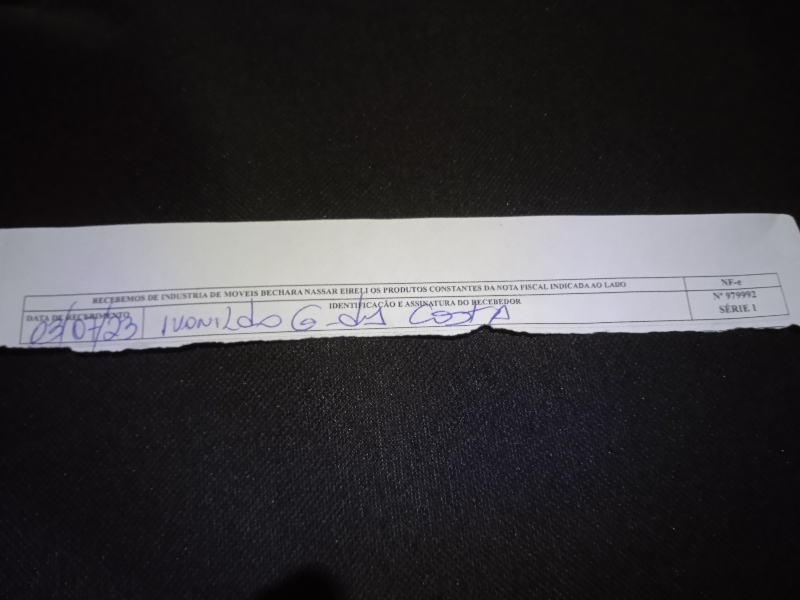 RECEBEMOS DE INDUSTRIA DE MOVEIS BECHARA NASSAR EIRELI OS PRODUTOS CONSTANTES DA NOTA FISCAL INDICADA AO LADO
DATA DE RECEBIMENTO
03/07/23
IDENTIFICAÇÃO E ASSINATURA DO RECEBEDOR
IVONILDO G. dos COSTA
NF-e
Nº 979992
SÉRIE 1